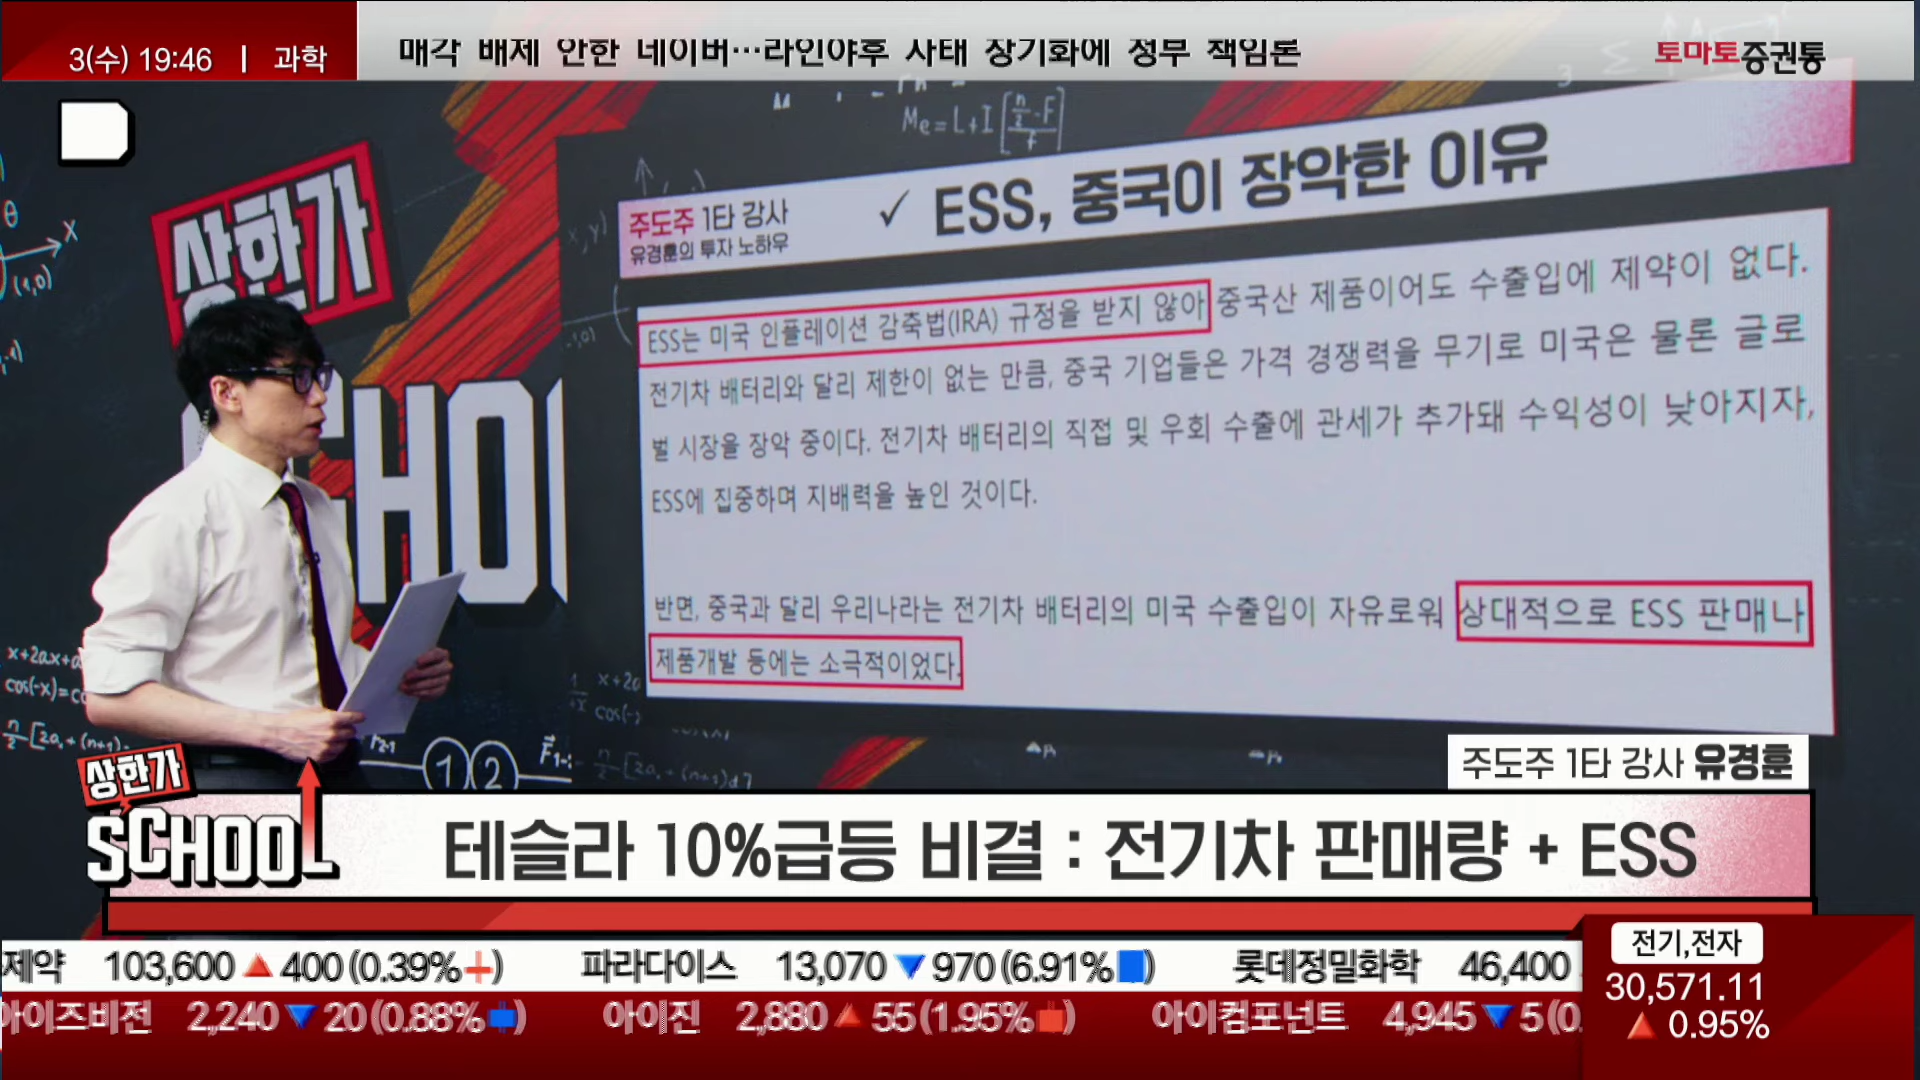 3(수) 19:46 | 과학
매각 배제 안한 네이버…라인야후 사태 장기화에 정부 책임론
토마토증권통
상한가
주도주 1타 강사
유경훈의 투자 노하우
✓ ESS, 중국이 장악한 이유
ESS는 미국 인플레이션 감축법(IRA) 규정을 받지 않아 중국산 제품이어도 수출입에 제약이 없다.
전기차 배터리와 달리 제한이 없는 만큼, 중국 기업들은 가격 경쟁력을 무기로 미국은 물론 글로
벌 시장을 장악 중이다. 전기차 배터리의 직접 및 우회 수출에 관세가 추가돼 수익성이 낮아지자,
ESS에 집중하며 지배력을 높인 것이다.
반면, 중국과 달리 우리나라는 전기차 배터리의 미국 수출입이 자유로워 상대적으로 ESS 판매나
제품개발 등에는 소극적이었다.
주도주 1타 강사 유경훈
상한가
SCHOOL
테슬라 10%급등 비결 : 전기차 판매량 + ESS
제약 103,600 ▲ 400 (0.39%+) 파라다이스 13,070 ▼ 970 (6.91%) 롯데정밀화학 46,400
아이즈비전 2,240 ▼ 20 (0.88%) 아이진 2,880 ▲ 55 (1.95%) 아이컴포넌트 4,945 ▼ 5 (0.
전기,전자
30,571.11
▲ 0.95%